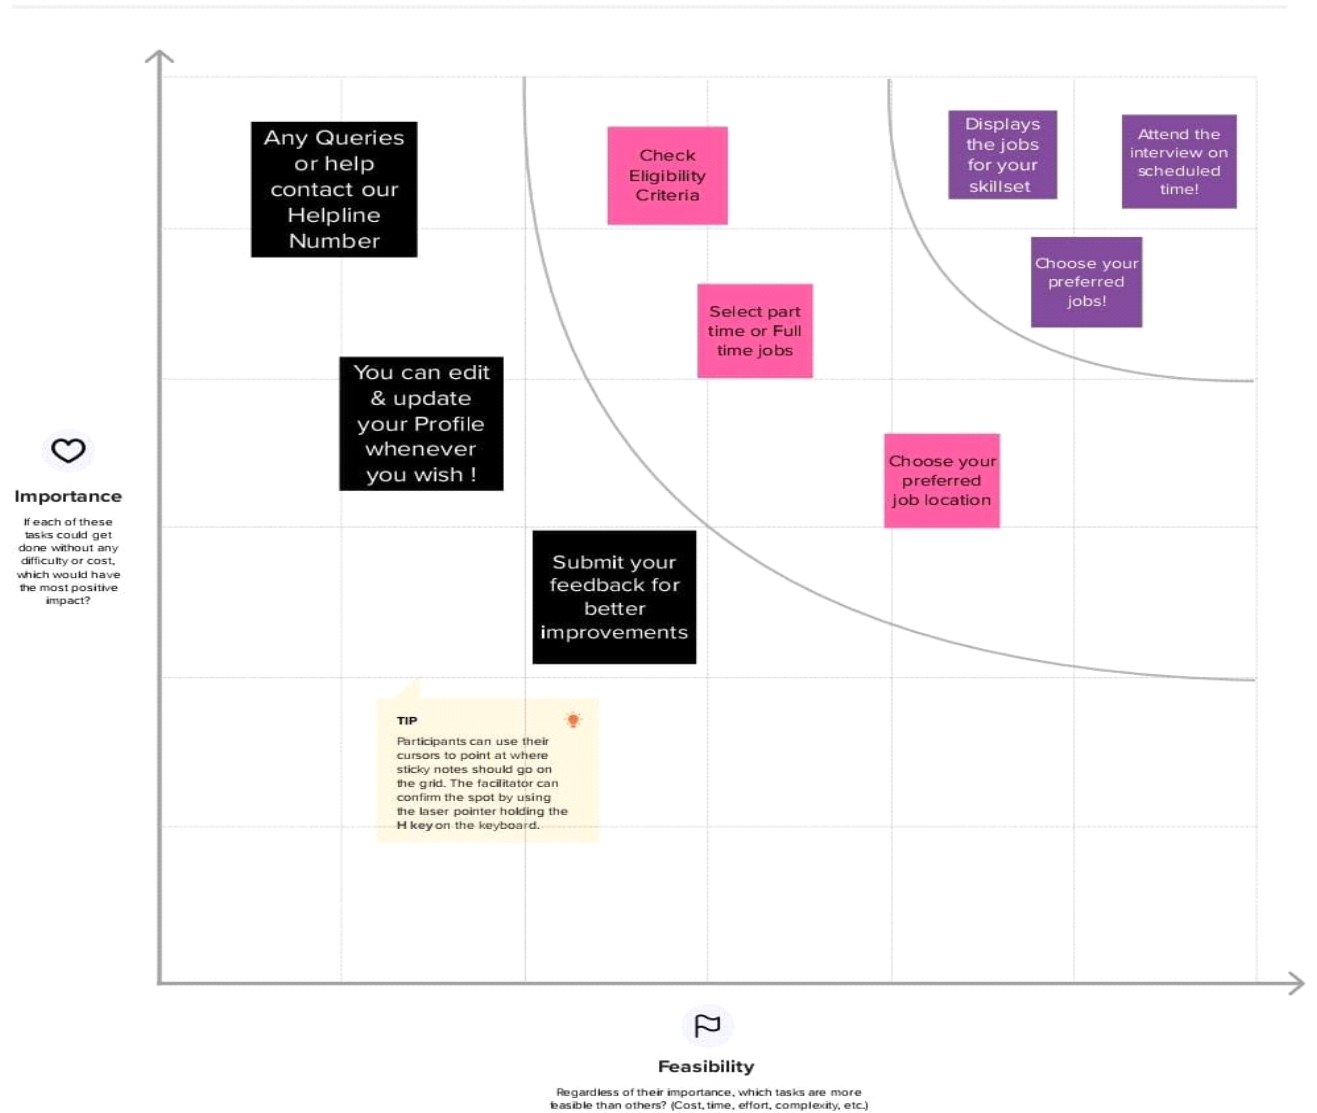 Any Queries
or help
contact our
Helpline
Number
Check
Eligibility
Criteria
Displays
the jobs
for your
skillset
Attend the
interview on
scheduled
time!
Choose your
preferred
jobs!
Select part
time or Full
time jobs
You can edit
& update
your Profile
whenever
you wish !
Choose your
preferred
job location
Importance
If each of these
tasks could get
done without any
difficulty or cost,
which would have
the most positive
impact?
Submit your
feedback for
better
improvements
TIP
Participants can use their
cursors to point at where
sticky notes should go on
the grid. The facilitator can
confirm the spot by using
the laser pointer holding the
H key on the keyboard.
Feasibility
Regardless of their importance, which tasks are more
feasible than others? (Cost, time, effort, complexity, etc.)